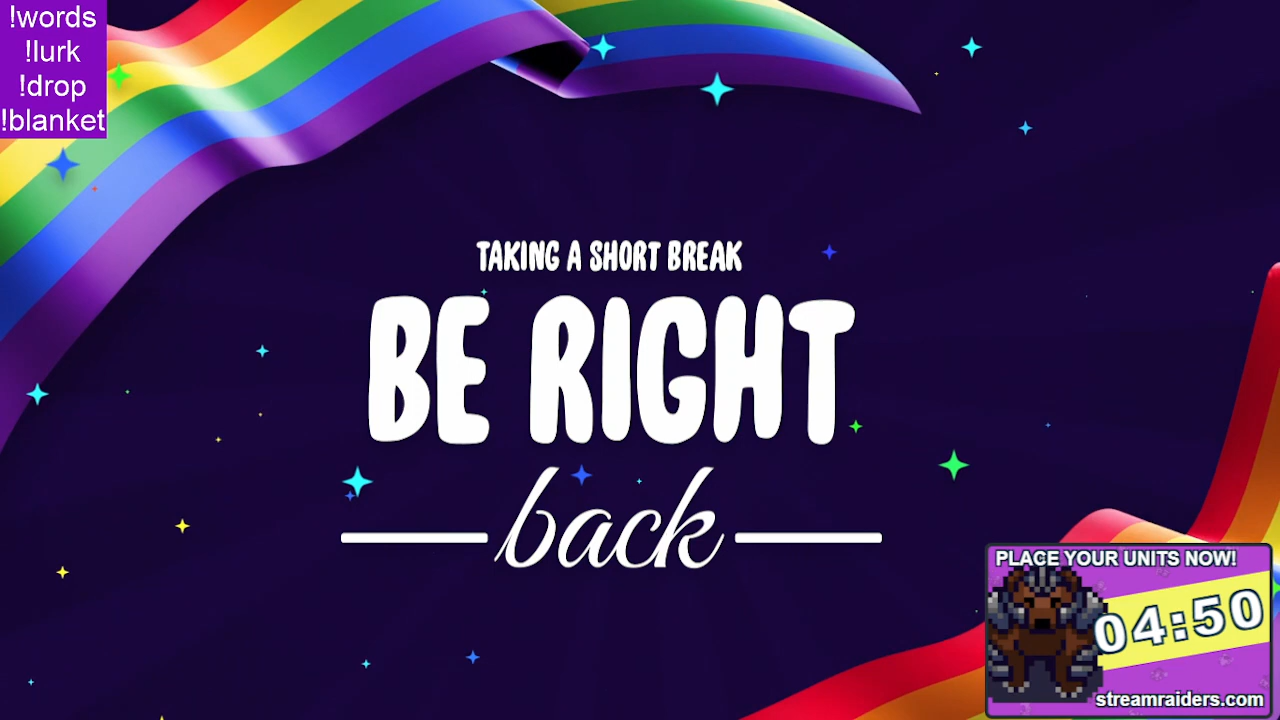 !words
!lurk
!drop
!blanket
TAKING A SHORT BREAK
BE RIGHT
back
PLACE YOUR UNITS NOW!
04:50
streamraiders.com